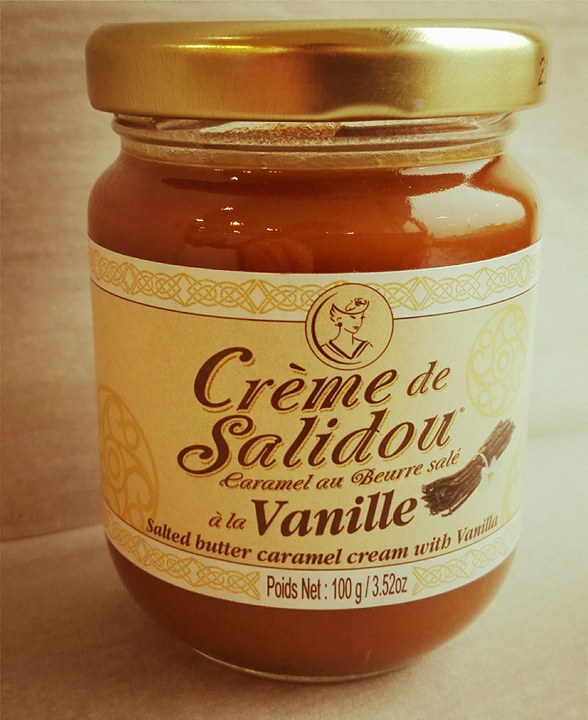 Crème de
Salidou®
Caramel au Beurre salé
à la Vanille
Salted butter caramel cream with Vanilla
Poids Net : 100 g / 3.52oz